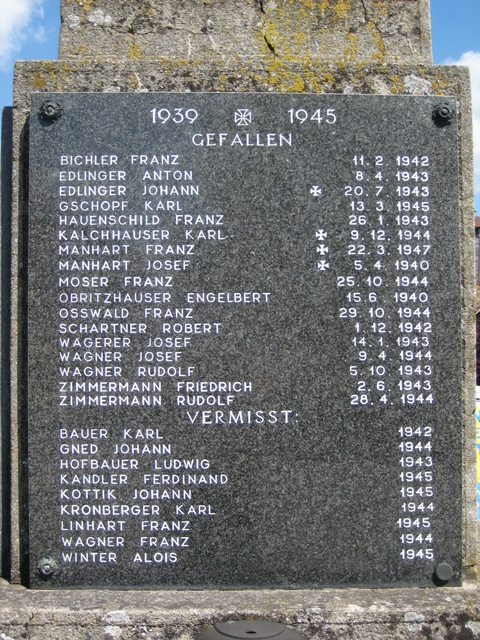 1939 ✠ 1945
GEFALLEN
BICHLER FRANZ 11. 2. 1942
EDLINGER ANTON 8. 4. 1943
EDLINGER JOHANN ✠ 20. 7. 1943
GSCHOPF KARL 13. 3. 1945
HAUENSCHILD FRANZ 26. 1. 1943
KALCHHAUSER KARL ✠ 9. 12. 1944
MANHART FRANZ ✠ 22. 3. 1947
MANHART JOSEF ✠ 5. 4. 1940
MOSER FRANZ 25. 10. 1944
OBRITZHAUSER ENGELBERT 15. 6. 1940
OSSWALD FRANZ 29. 10. 1944
SCHARTNER ROBERT 1. 12. 1942
WAGERER JOSEF 14. 1. 1943
WAGNER JOSEF 9. 4. 1944
WAGNER RUDOLF 5. 10. 1943
ZIMMERMANN FRIEDRICH 2. 6. 1943
ZIMMERMANN RUDOLF 28. 4. 1944
VERMISST:
BAUER KARL 1942
GNED JOHANN 1944
HOFBAUER LUDWIG 1943
KANDLER FERDINAND 1945
KOTTIK JOHANN 1945
KRONBERGER KARL 1944
LINHART FRANZ 1945
WAGNER FRANZ 1944
WINTER ALOIS 1945